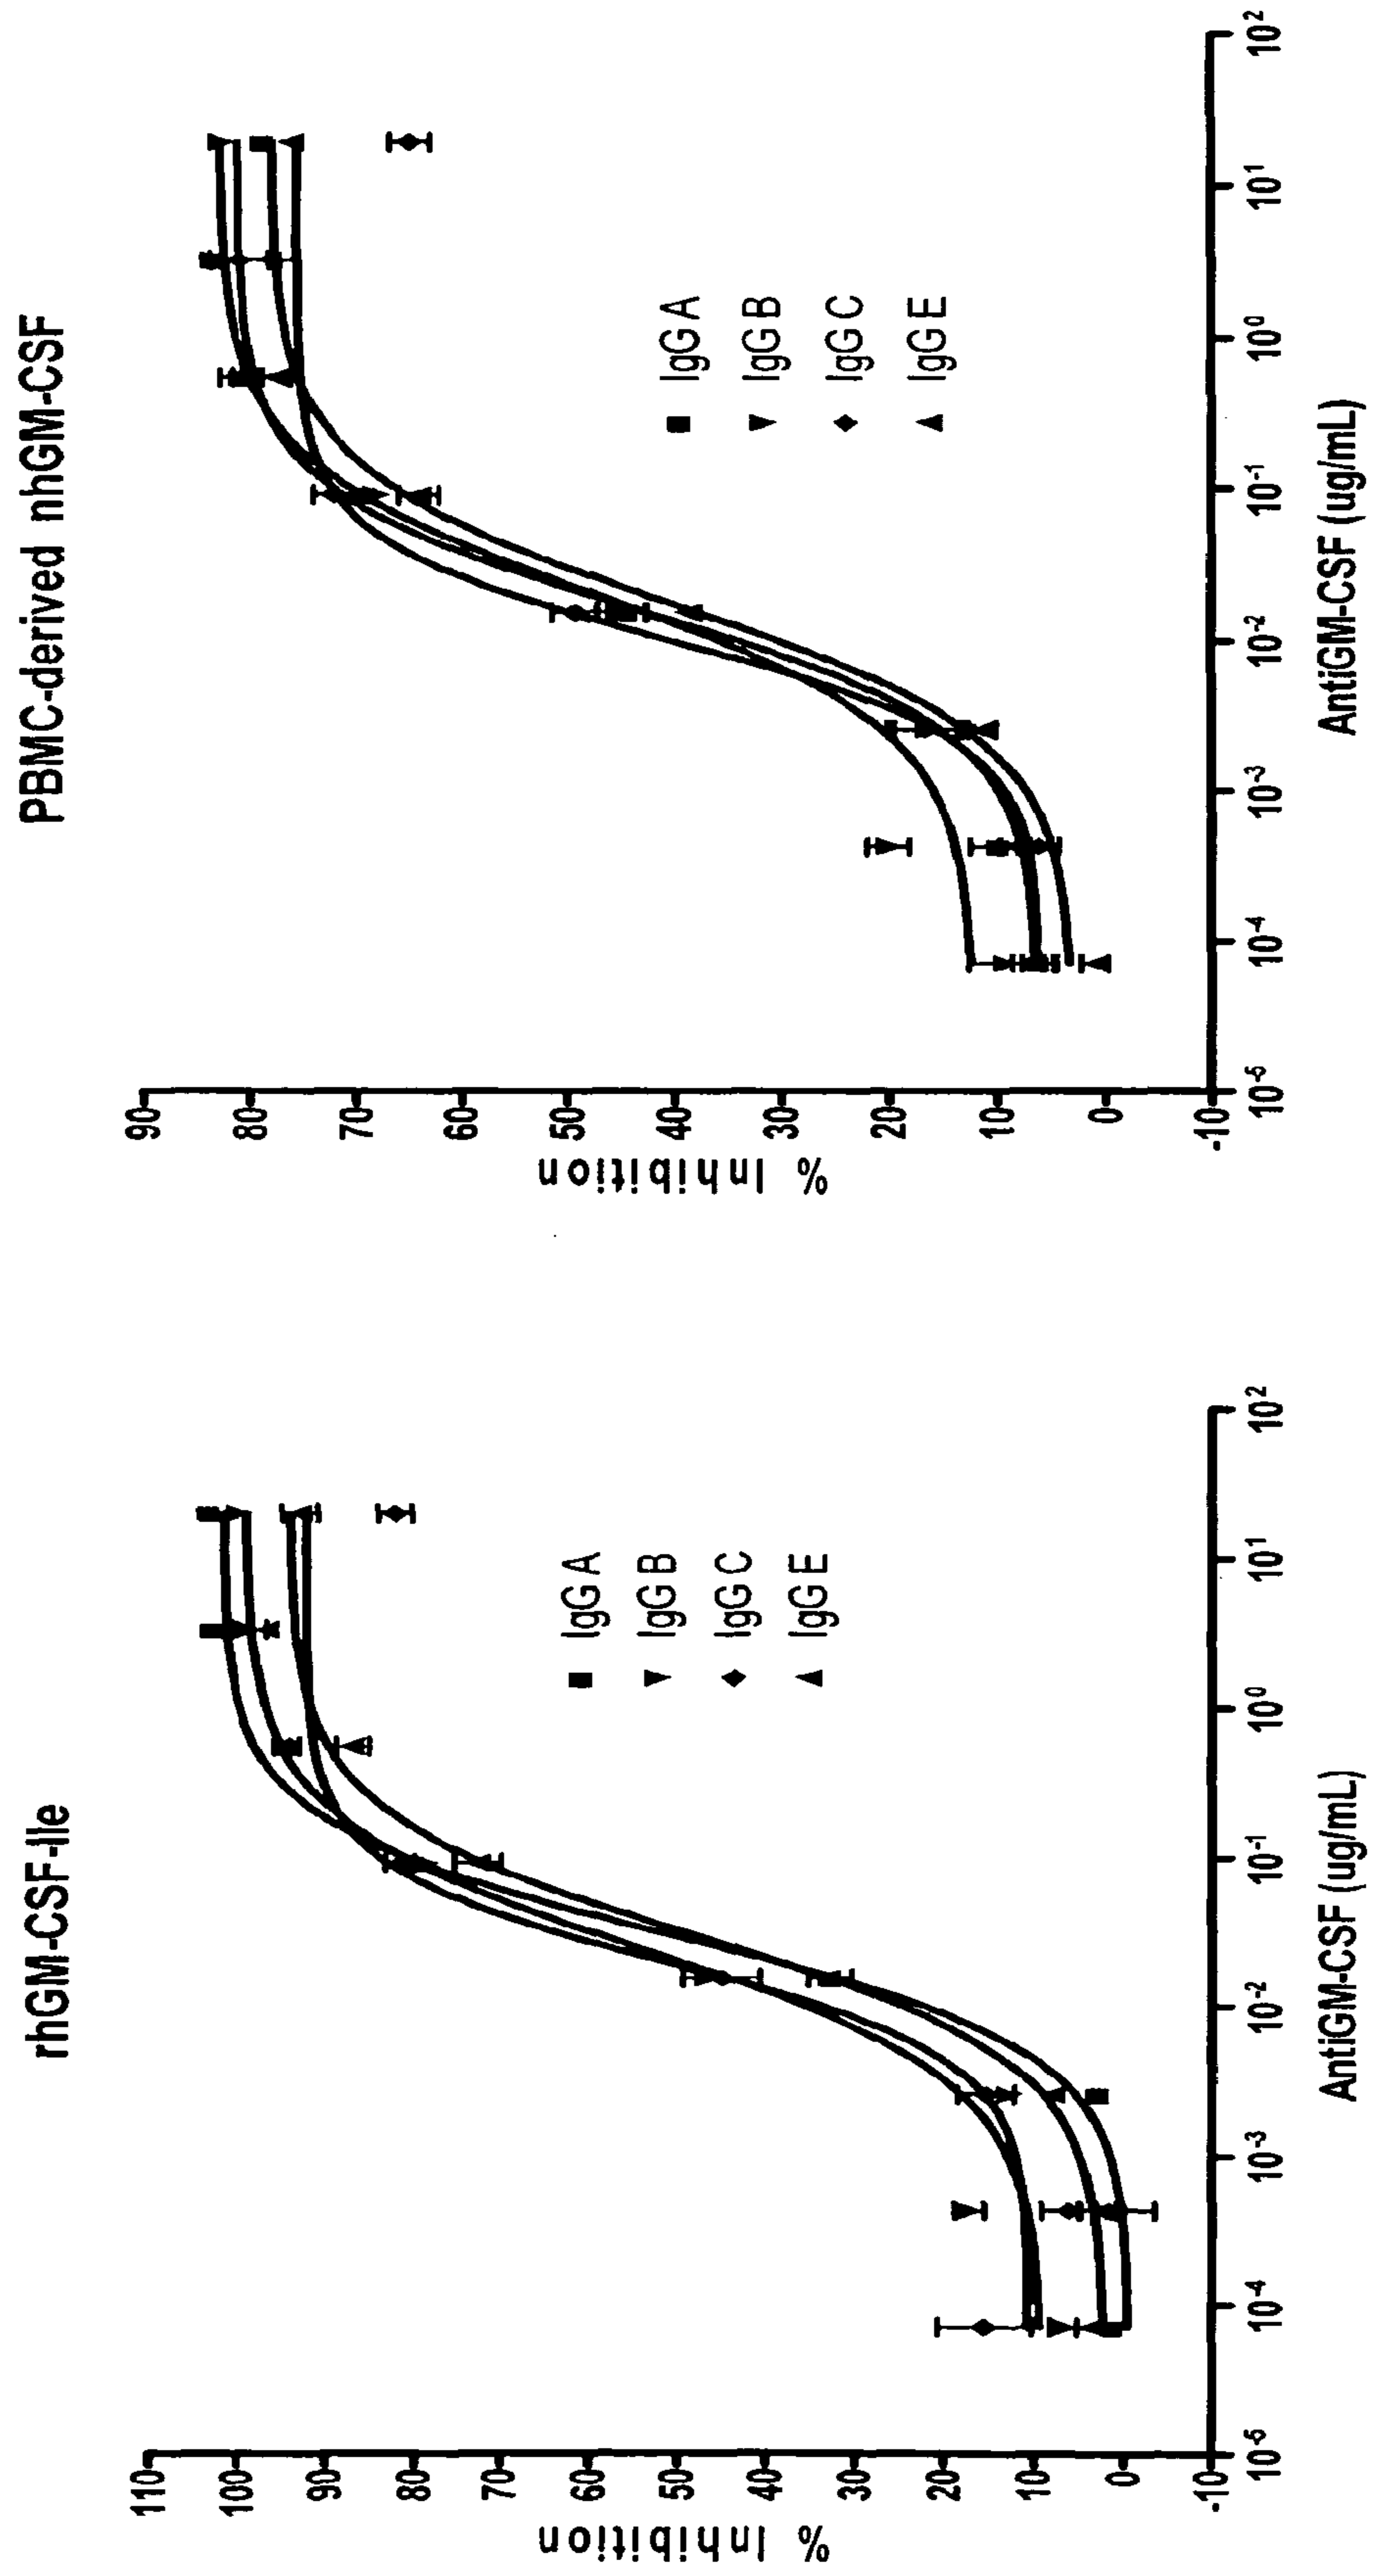 rhGM-CSF-Ile
% Inhibition
110
100
90
80
70
60
50
40
30
20
10
0
-10
IgG A
IgG B
IgG C
IgG E
10-5
10-4
10-3
10-2
10-1
100
101
102
AntiGM-CSF (ug/mL)
PBMC-derived nhGM-CSF
% Inhibition
90
80
70
60
50
40
30
20
10
0
-10
IgG A
IgG B
IgG C
IgG E
10-5
10-4
10-3
10-2
10-1
100
101
102
AntiGM-CSF (ug/mL)